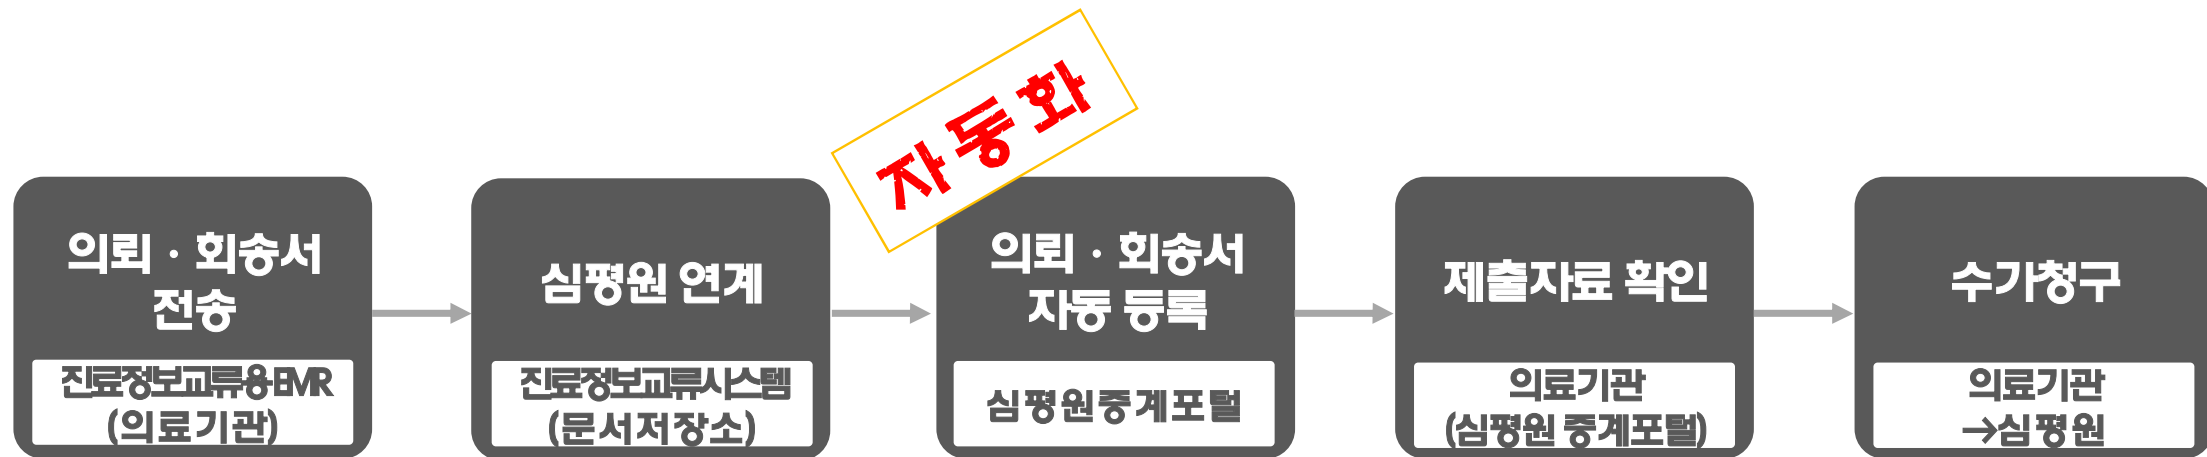 자동화
의뢰 · 회송서
전송
진료정보교류용EMR
(의료기관)
심평원 연계
진료정보교류시스템
(문서저장소)
의뢰 · 회송서
자동 등록
심평원중계포털
제출자료 확인
의료기관
(심평원 중계포털)
수가청구
의료기관
→심평원